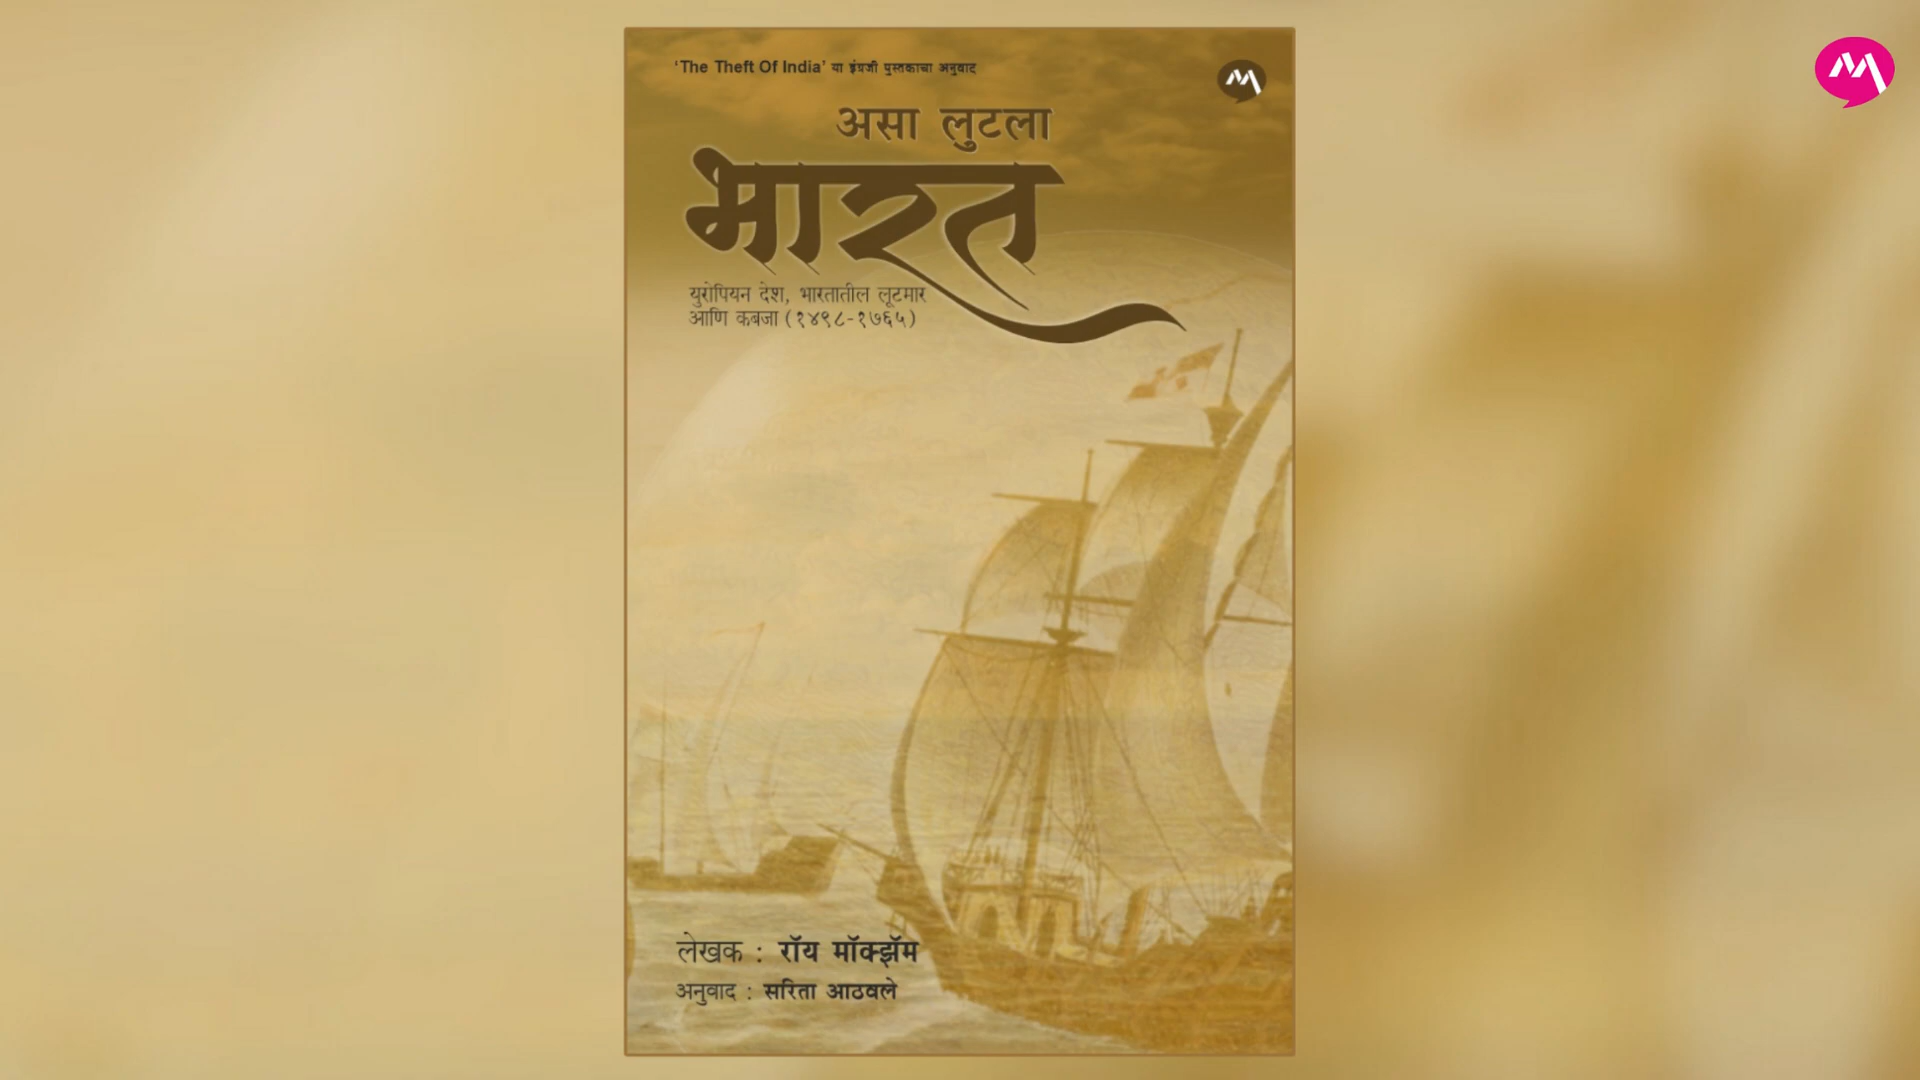 'The Theft Of India' या इंग्रजी पुस्तकाचा अनुवाद
असा लुटला
भारत
युरोपियन देश, भारतातील लूटमार
आणि कबजा (१४९८-१७६५)
लेखक : रॉय मॉक्झॅम
अनुवाद : सरिता आठवले